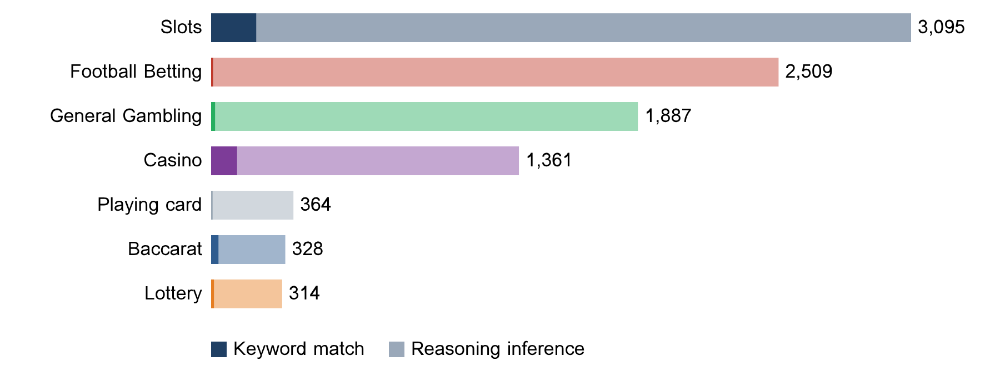 Slots 3,095
Football Betting 2,509
General Gambling 1,887
Casino 1,361
Playing card 364
Baccarat 328
Lottery 314
Keyword match Reasoning inference